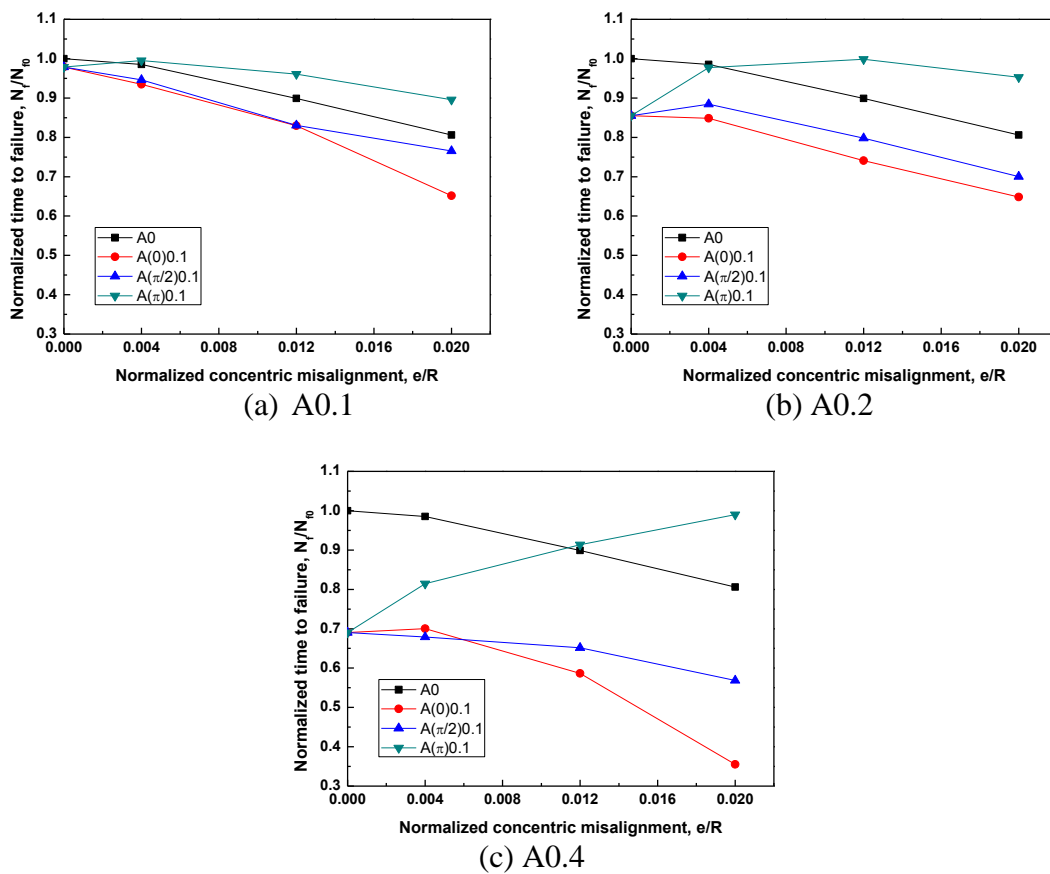 1.1
1.0
0.9
0.8
0.7
0.6
0.5
0.4
0.3
Normalized time to failure, Nf/Nf0
A0
A(0)0.1
A(π/2)0.1
A(π)0.1
0.000 0.004 0.008 0.012 0.016 0.020
Normalized concentric misalignment, e/R
(a) A0.1
1.1
1.0
0.9
0.8
0.7
0.6
0.5
0.4
0.3
Normalized time to failure, Nf/Nf0
A0
A(0)0.1
A(π/2)0.1
A(π)0.1
0.000 0.004 0.008 0.012 0.016 0.020
Normalized concentric misalignment, e/R
(b) A0.2
1.1
1.0
0.9
0.8
0.7
0.6
0.5
0.4
0.3
Normalized time to failure, Nf/Nf0
A0
A(0)0.1
A(π/2)0.1
A(π)0.1
0.000 0.004 0.008 0.012 0.016 0.020
Normalized concentric misalignment, e/R
(c) A0.4